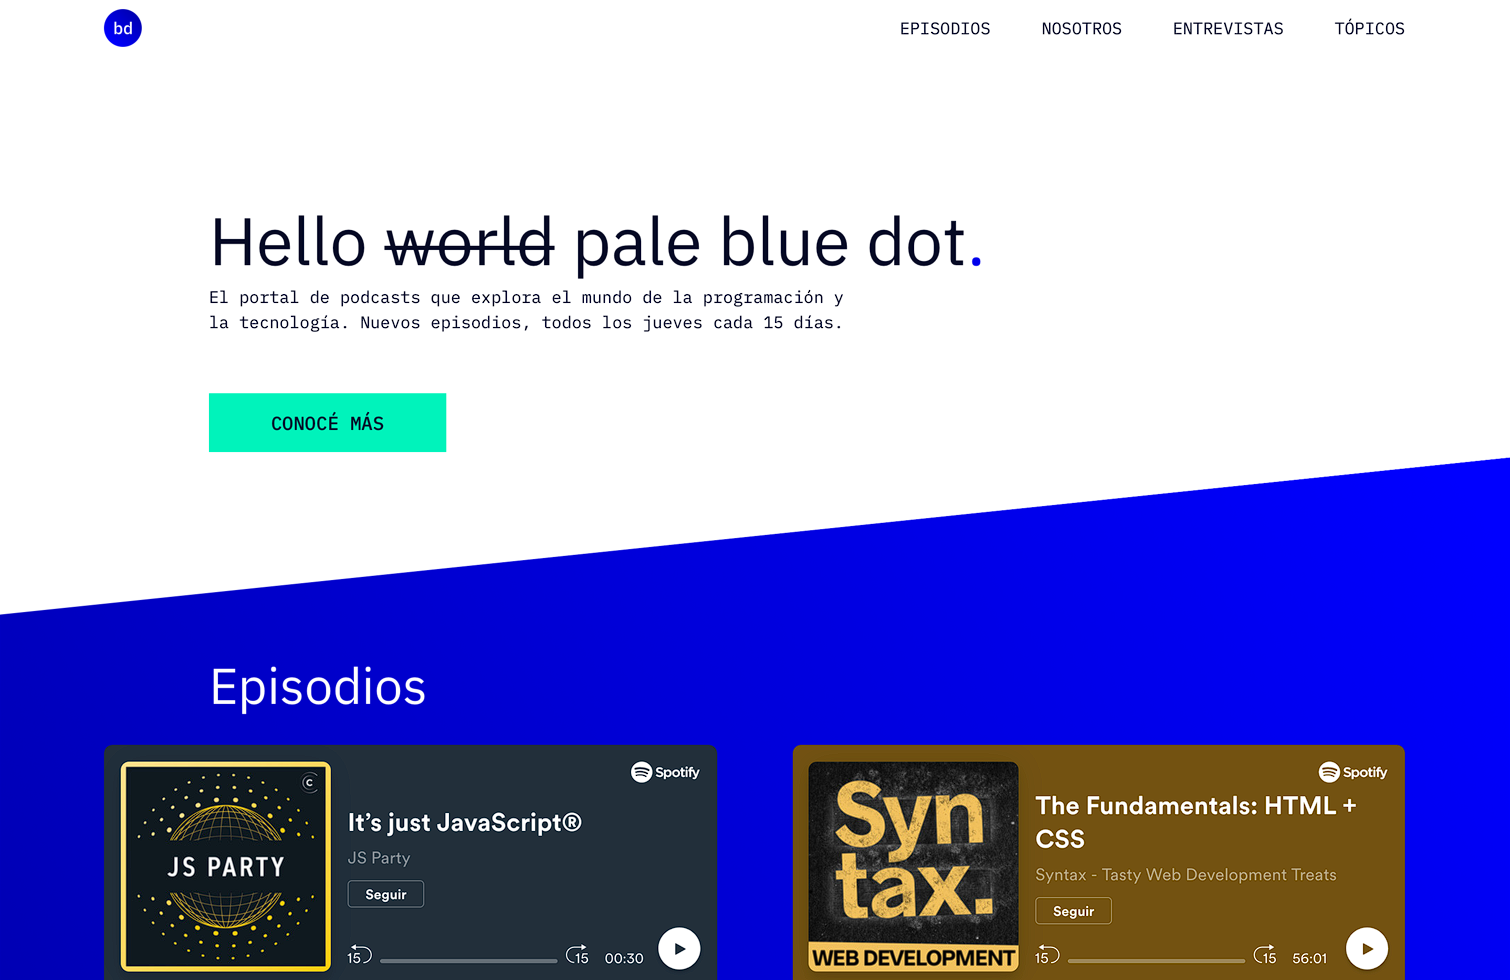 bd
EPISODIOS NOSOTROS ENTREVISTAS TÓPICOS
Hello world pale blue dot.
El portal de podcasts que explora el mundo de la programación y
la tecnología. Nuevos episodios, todos los jueves cada 15 días.
CONOCÉ MÁS
Episodios
C
JS PARTY
Spotify
It's just JavaScript®
JS Party
Seguir
15 15 00:30
Syn
tax.
WEB DEVELOPMENT
Spotify
The Fundamentals: HTML +
CSS
Syntax - Tasty Web Development Treats
Seguir
15 15 56:01